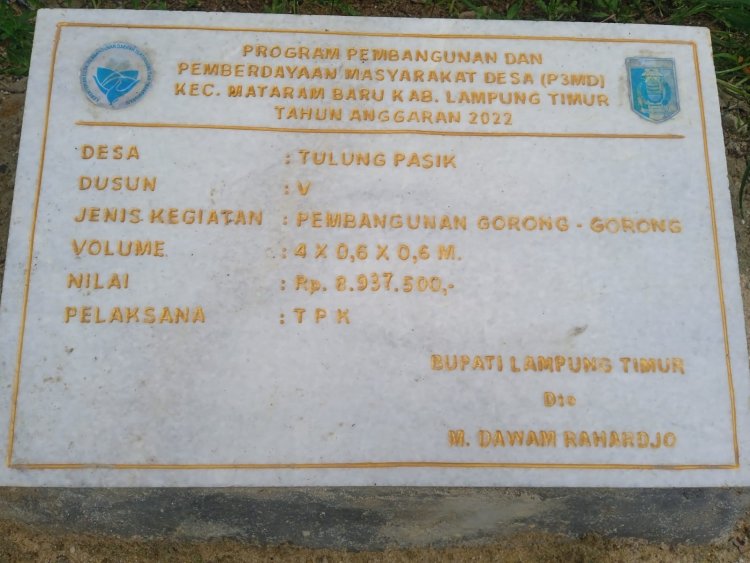 PROGRAM PEMBANGUNAN DAN
PEMBERDAYAAN MASYARAKAT DESA (P3MD)
KEC. MATARAM BARU KAB. LAMPUNG TIMUR
TAHUN ANGGARAN 2022
DESA : TULUNG PASIK
DUSUN : V
JENIS KEGIATAN : PEMBANGUNAN GORONG - GORONG
VOLUME : 4 X 0,6 X 0,6 M.
NILAI : Rp. 8.937.500,-
PELAKSANA : T P K
BUPATI LAMPUNG TIMUR
D:o
M. DAWAM RAHARDJO